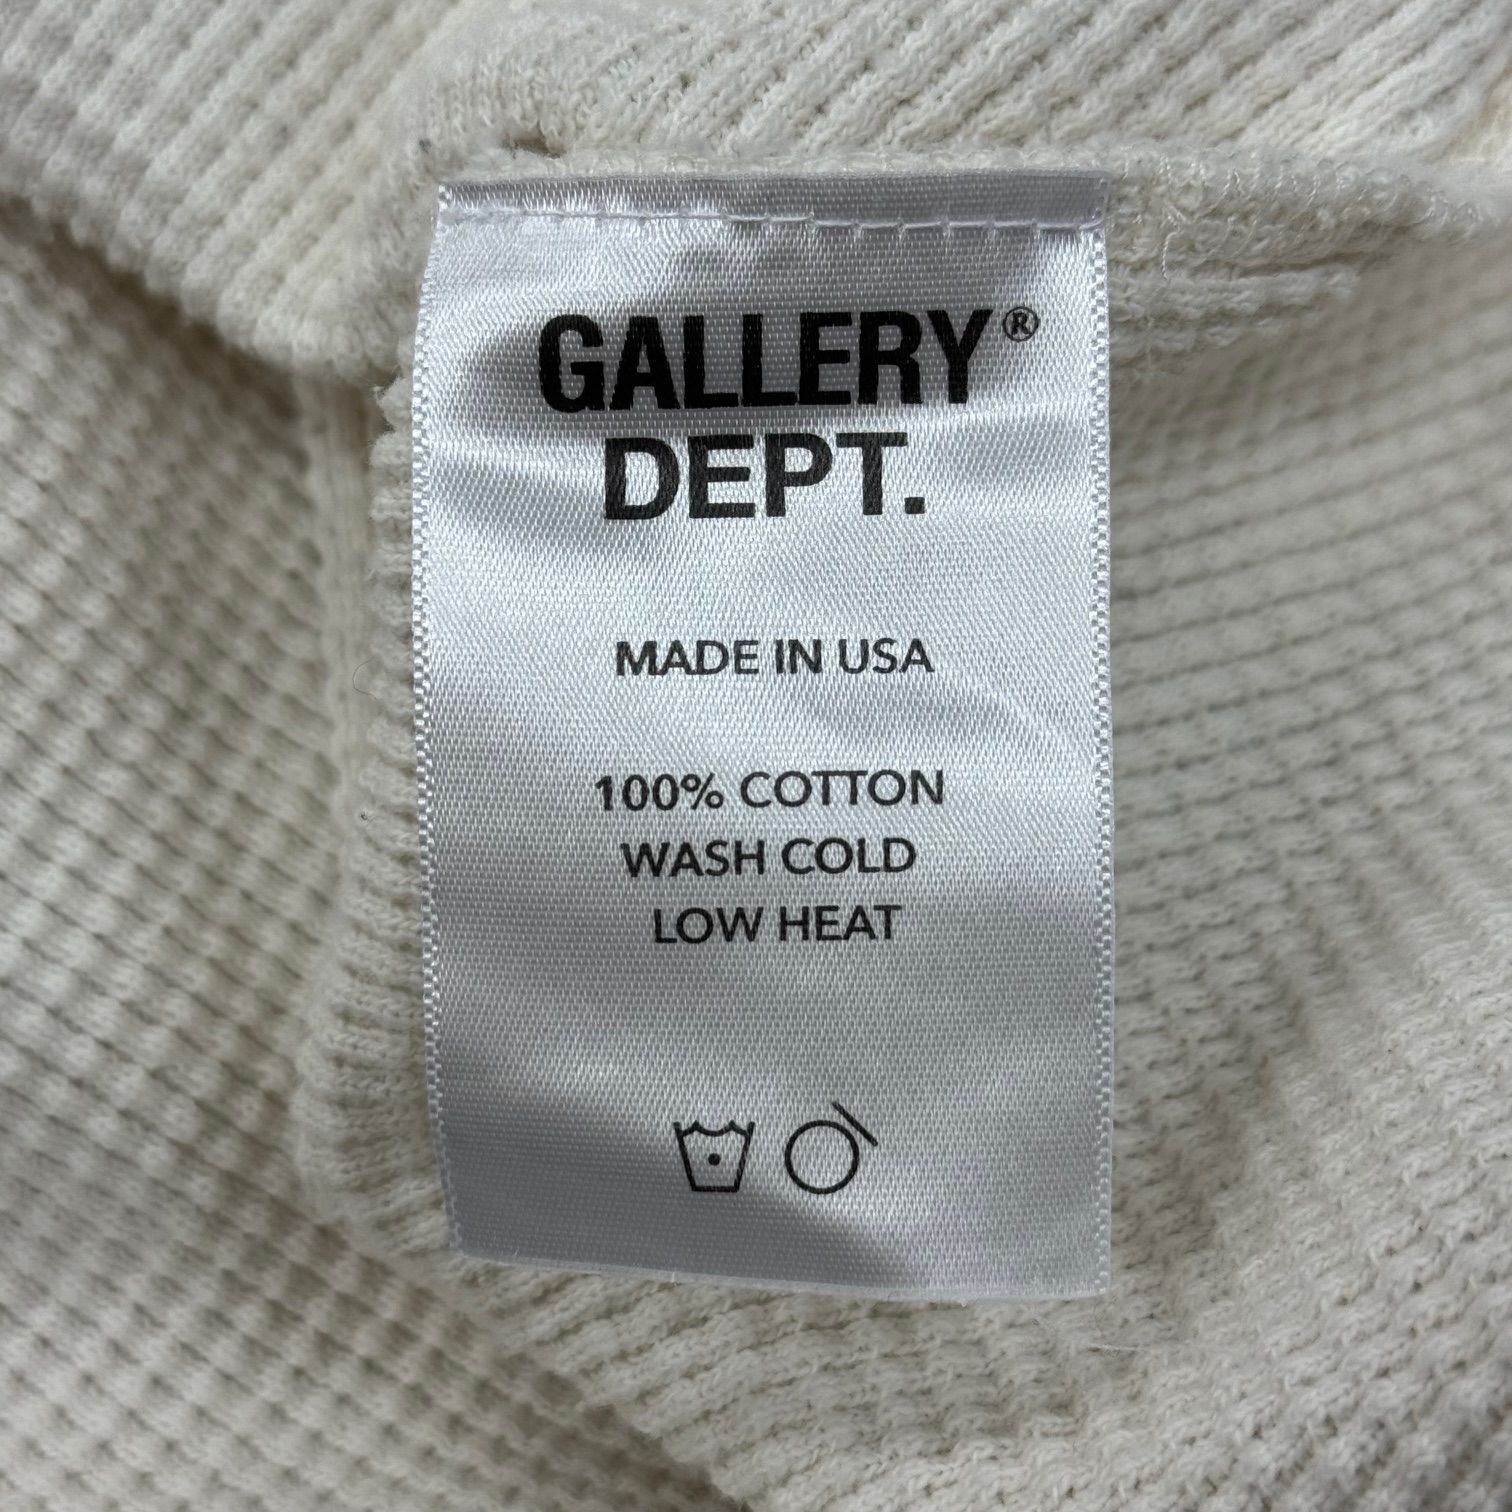 GALLERY®
DEPT.
MADE IN USA
100% COTTON
WASH COLD
LOW HEAT